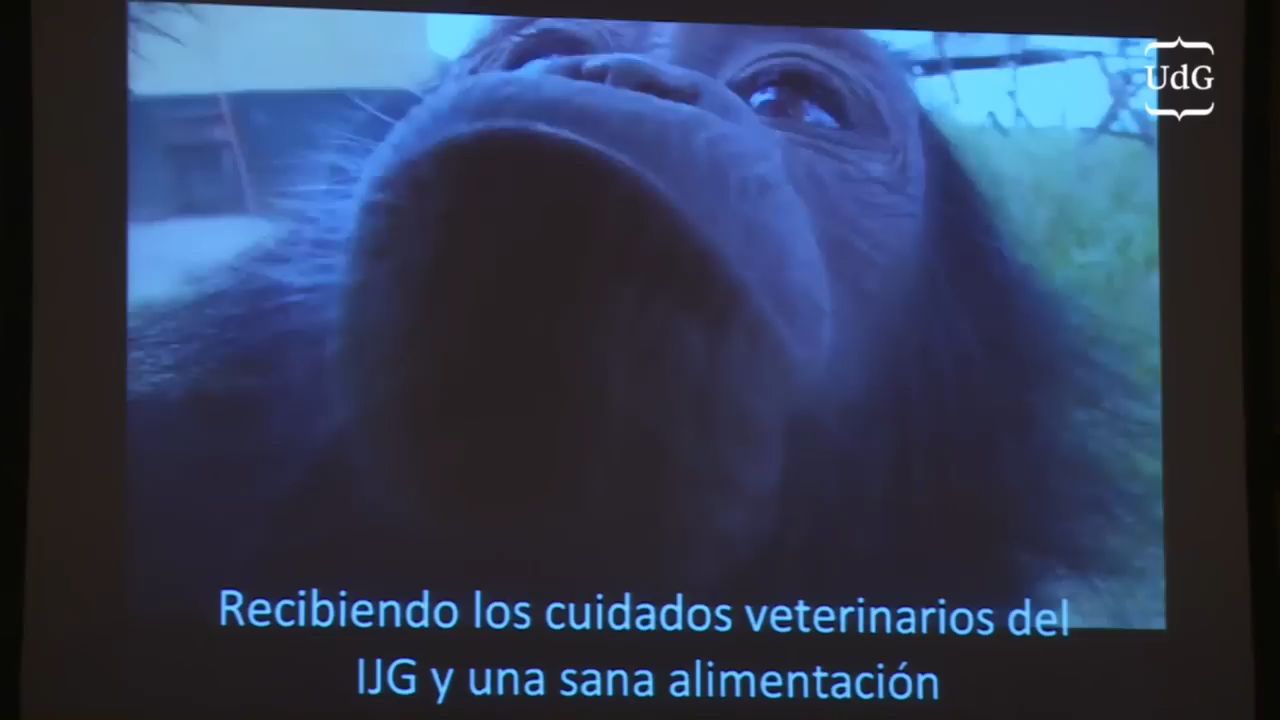 UdG
Recibiendo los cuidados veterinarios del
IJG y una sana alimentación